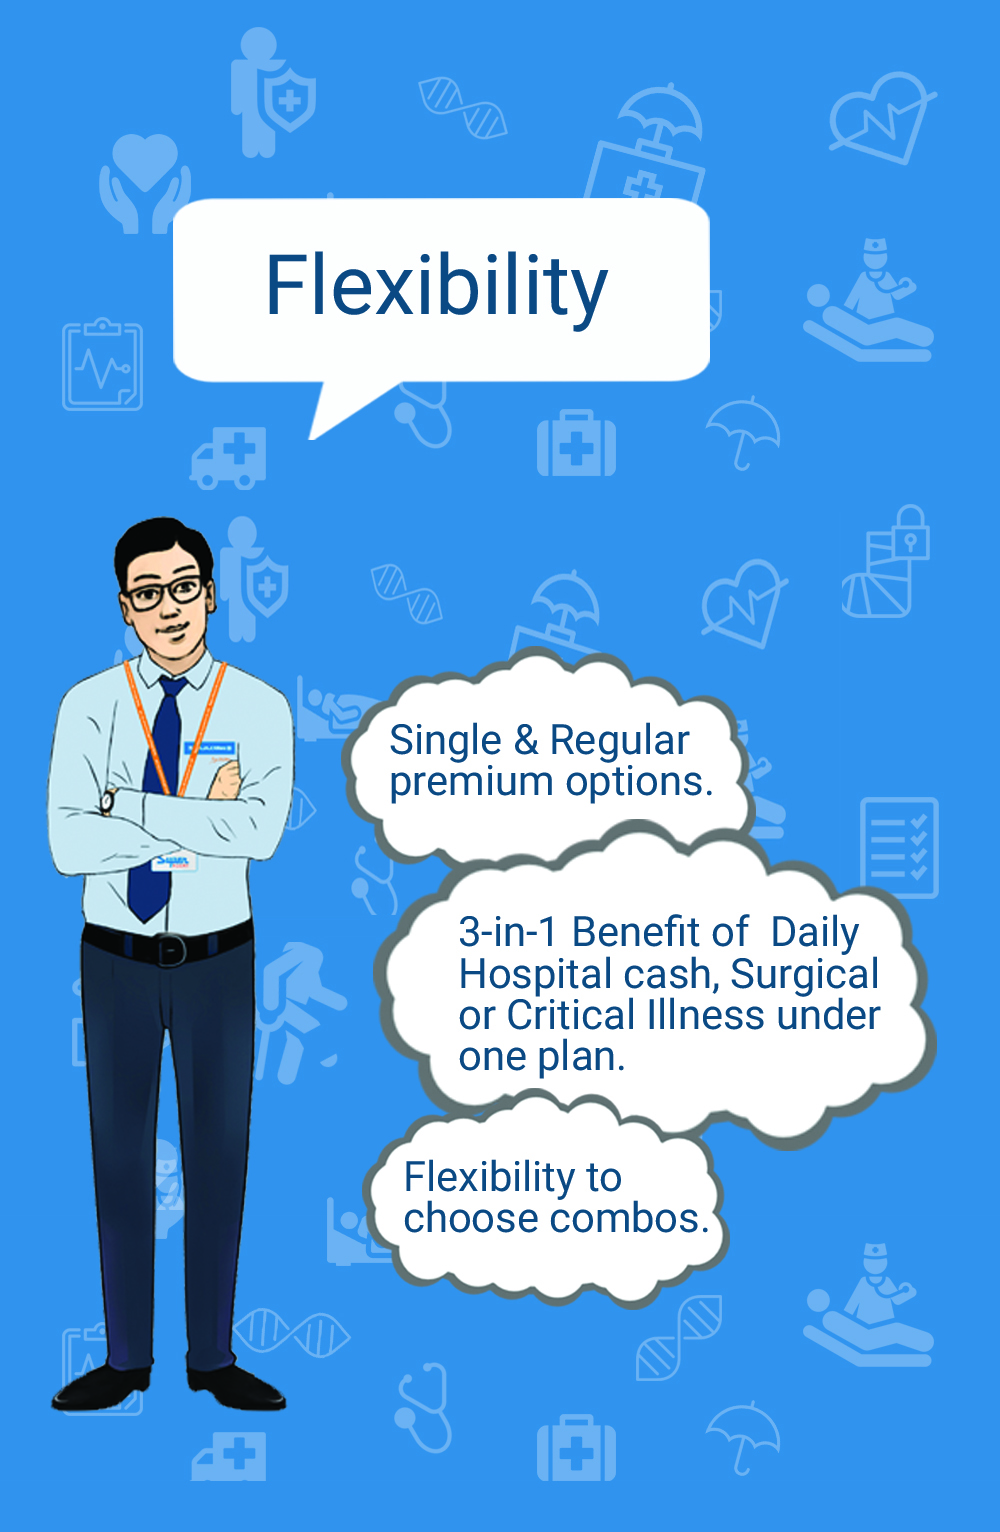 Flexibility
Single & Regular
premium options.
3-in-1 Benefit of  Daily
Hospital cash, Surgical
or Critical Illness under
one plan.
Flexibility to
choose combos.